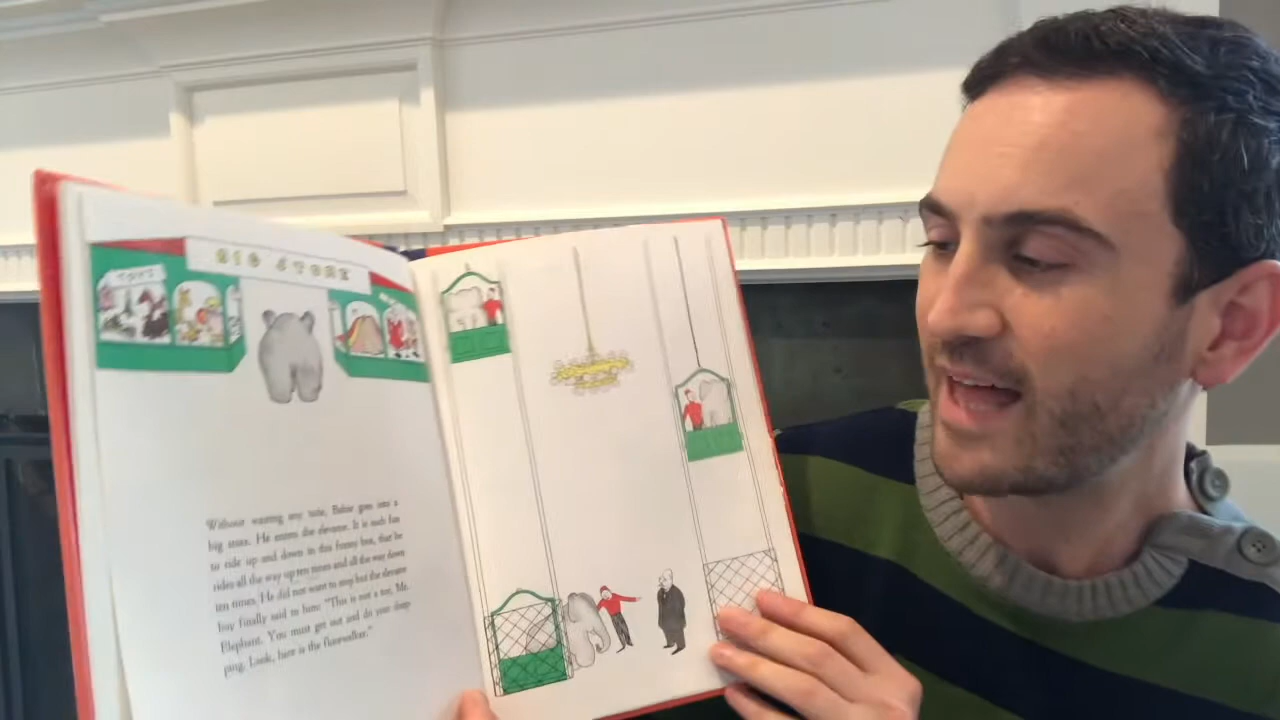 BIG STORE
TOYS
Without wasting any time, Babar goes into a
big store. He enters the elevator. It is such fun
to ride up and down in this funny box, that he
rides all the way up ten times and all the way down
ten times. He did not want to stop but the elevator
boy finally said to him: "This is not a toy, Mr.
Elephant. You must get out and do your shop-
ping. Look, here is the floorwalker."